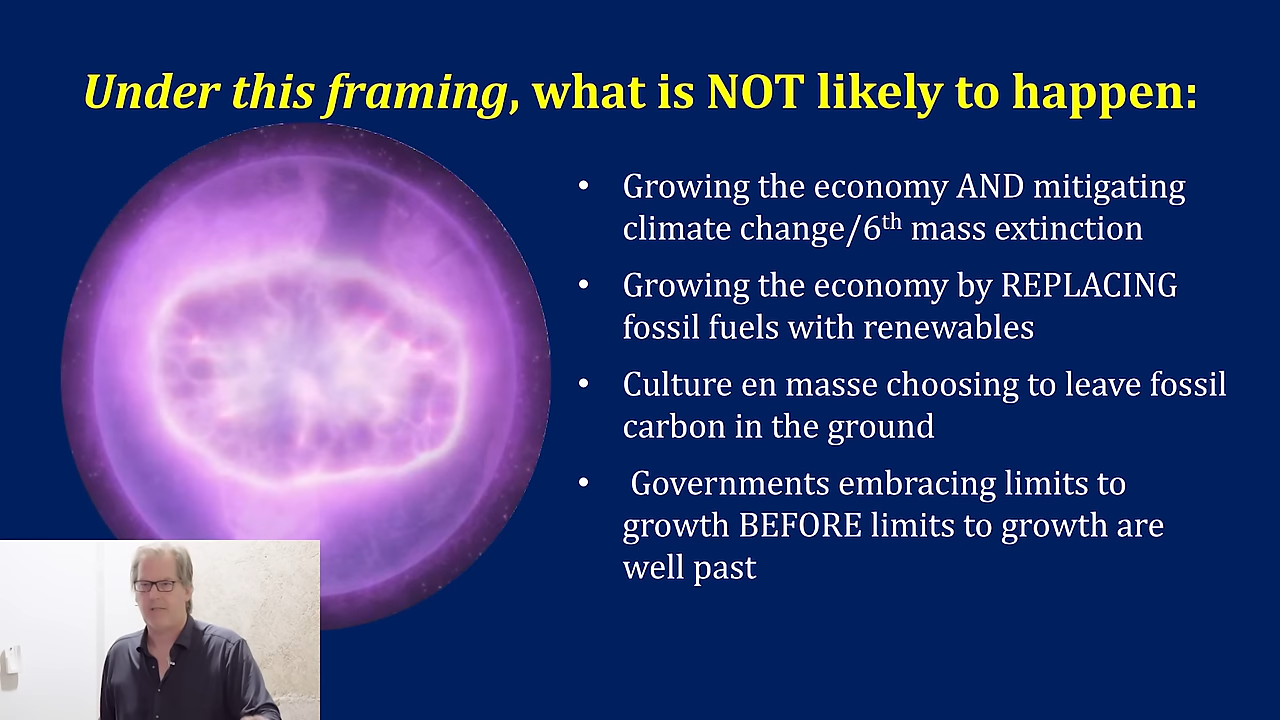 Under this framing, what is NOT likely to happen:
• Growing the economy AND mitigating
climate change/6th mass extinction
• Growing the economy by REPLACING
fossil fuels with renewables
• Culture en masse choosing to leave fossil
carbon in the ground
• Governments embracing limits to
growth BEFORE limits to growth are
well past